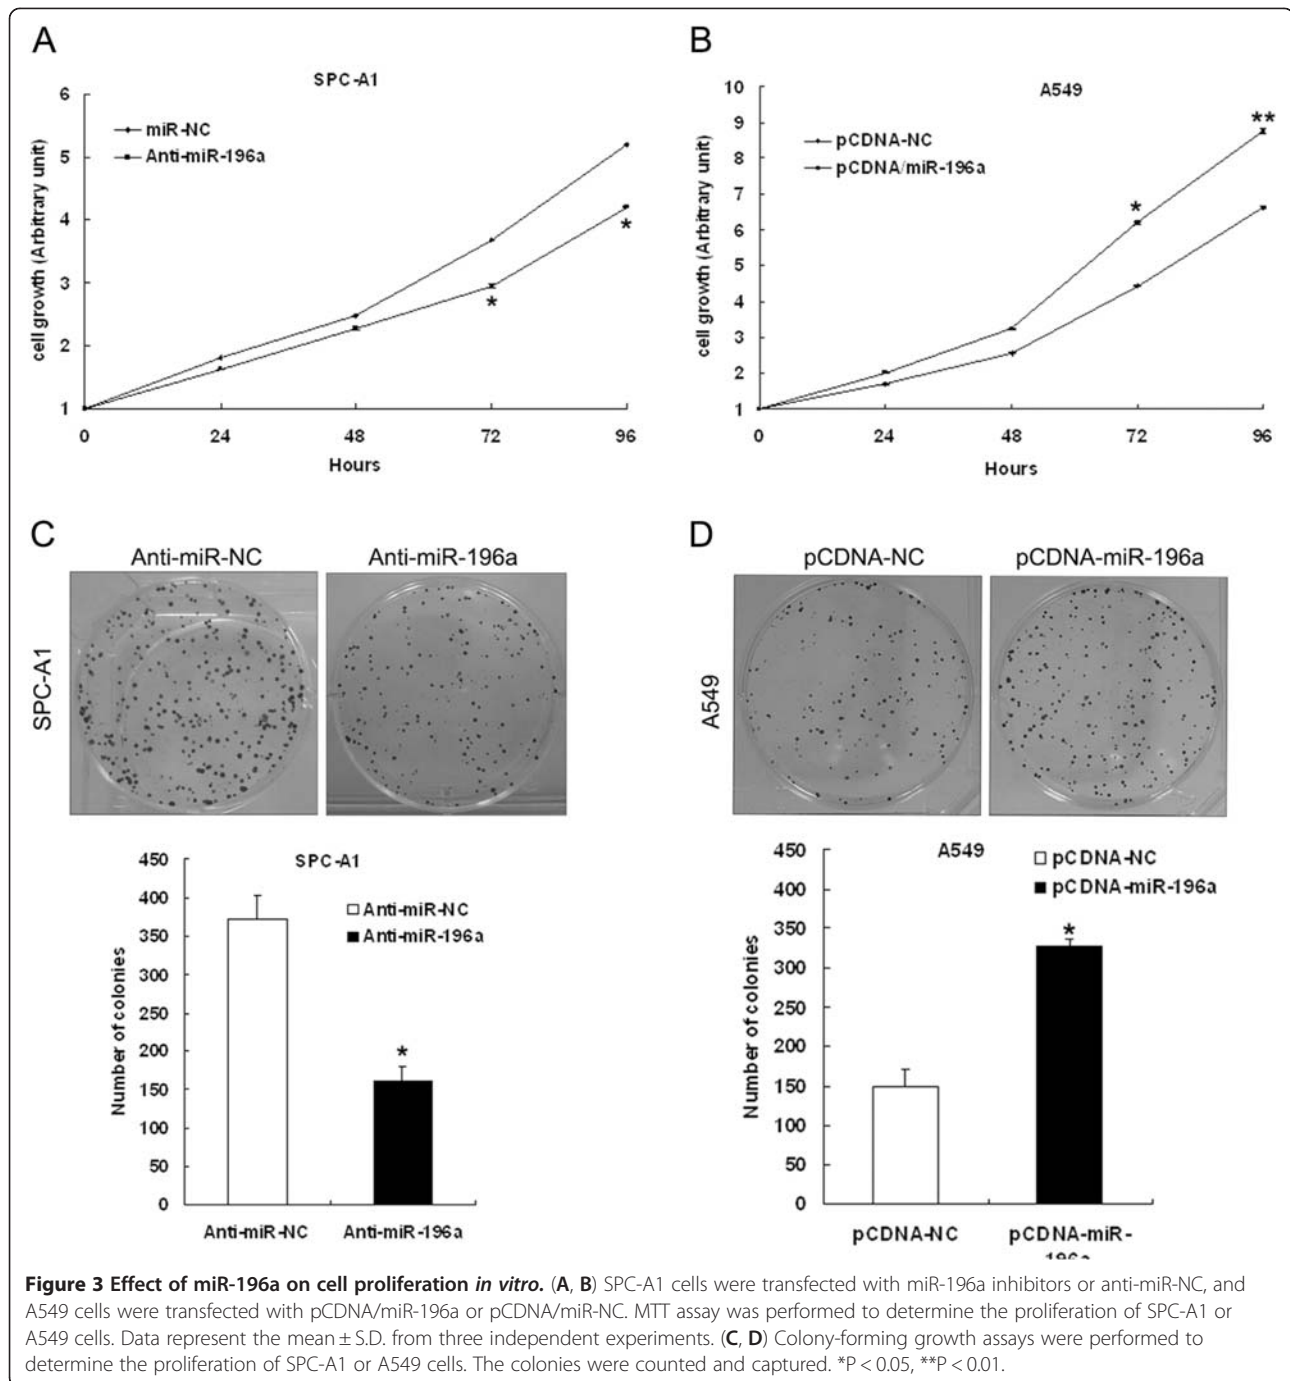 A
SPC-A1
6
5
4
3
2
1
cell growth (Arbitrary unit)
miR-NC
Anti-miR-196a
*
*
0 24 48 72 96
Hours
B
A549
10
9
8
7
6
5
4
3
2
1
cell growth (Arbitrary unit)
pCDNA-NC
pCDNA/miR-196a
*
**
0 24 48 72 96
Hours
C
Anti-miR-NC Anti-miR-196a
SPC-A1
SPC-A1
450
400
350
300
250
200
150
100
50
0
Number of colonies
Anti-miR-NC
Anti-miR-196a
*
Anti-miR-NC Anti-miR-196a
D
pCDNA-NC pCDNA-miR-196a
A549
A549
450
400
350
300
250
200
150
100
50
0
Number of colonies
pCDNA-NC
pCDNA-miR-196a
*
pCDNA-NC pCDNA-miR-
196a
Figure 3 Effect of miR-196a on cell proliferation in vitro. (A, B) SPC-A1 cells were transfected with miR-196a inhibitors or anti-miR-NC, and
A549 cells were transfected with pCDNA/miR-196a or pCDNA/miR-NC. MTT assay was performed to determine the proliferation of SPC-A1 or
A549 cells. Data represent the mean ± S.D. from three independent experiments. (C, D) Colony-forming growth assays were performed to
determine the proliferation of SPC-A1 or A549 cells. The colonies were counted and captured. *P < 0.05, **P < 0.01.